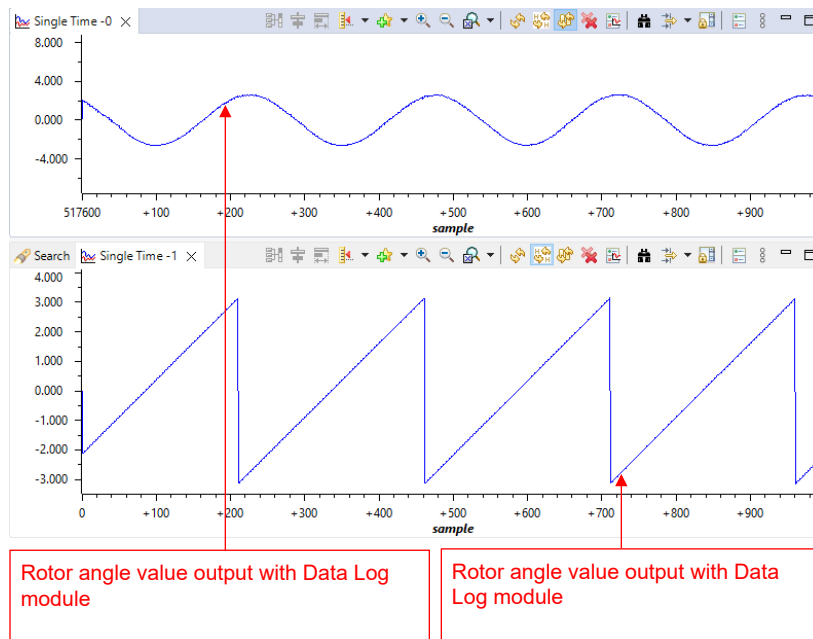 Single Time -0
8.000
4.000
0.000
-4.000
517600 +100 +200 +300 +400 +500 +600 +700 +800 +900
sample
Search Single Time -1
4.000
3.000
2.000
1.000
0.000
-1.000
-2.000
-3.000
0 +100 +200 +300 +400 +500 +600 +700 +800 +900
sample
Rotor angle value output with Data Log
module
Rotor angle value output with Data
Log module